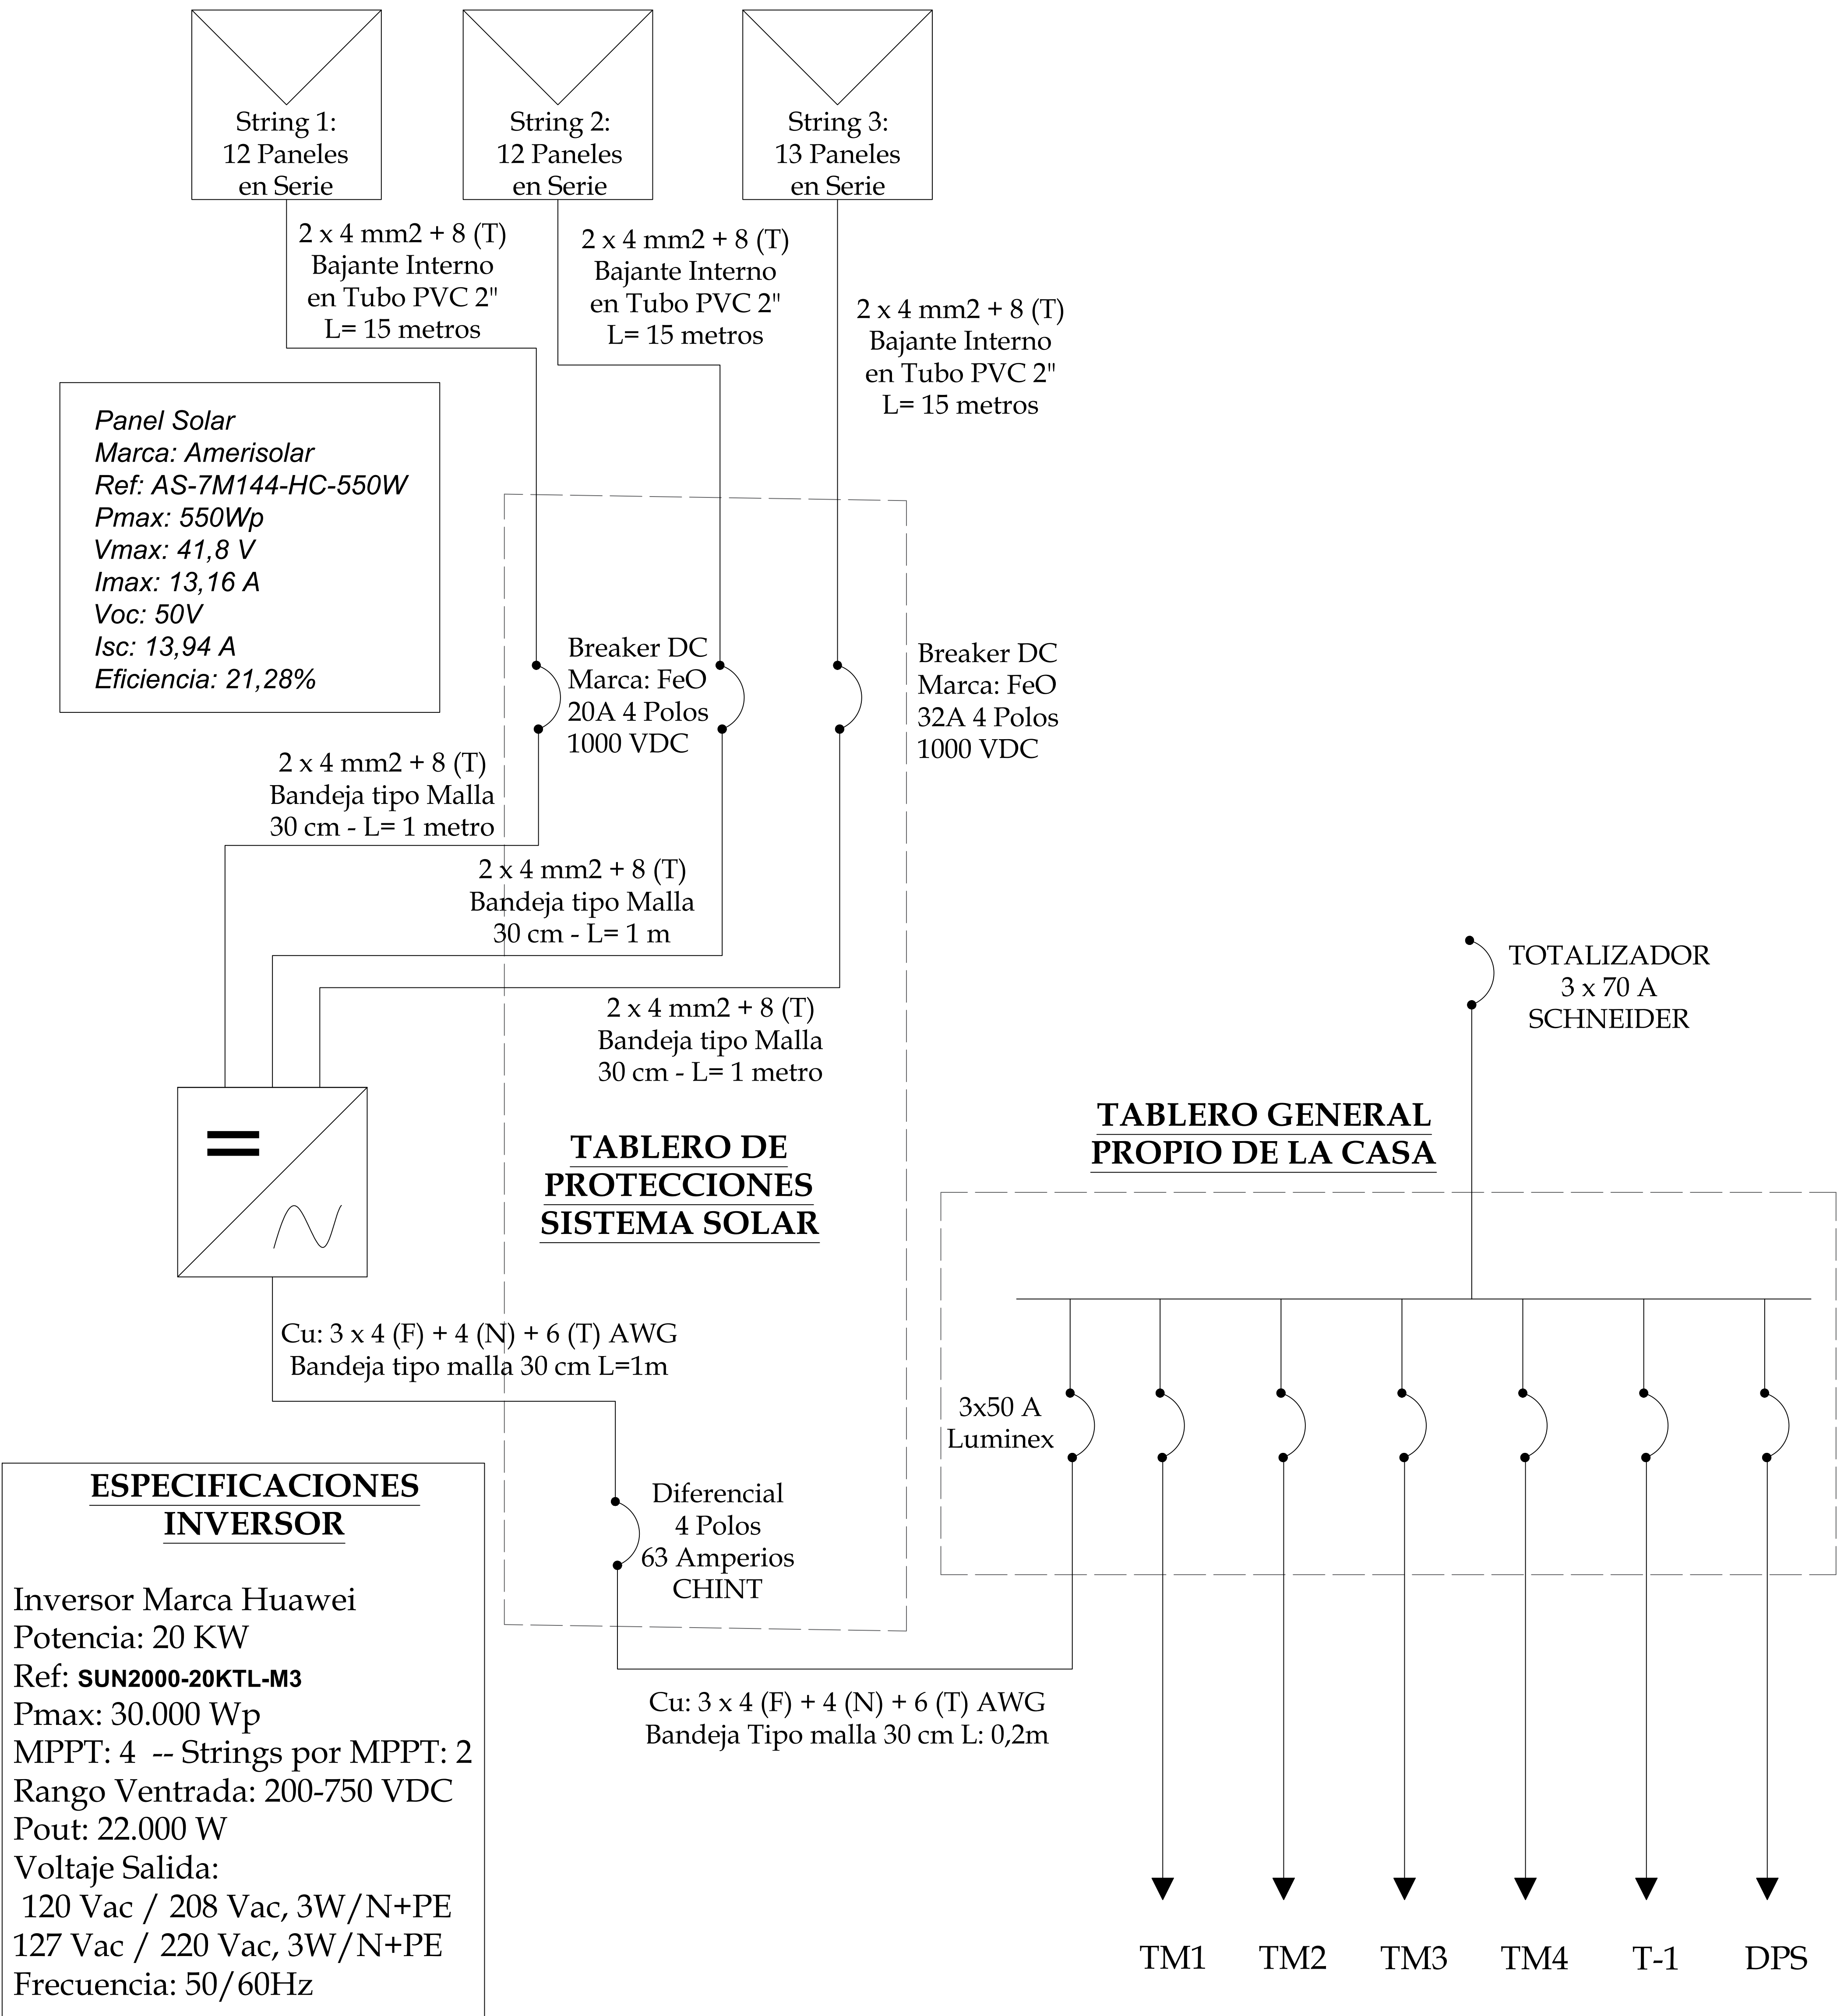 String 1:
12 Paneles
en Serie
String 2:
12 Paneles
en Serie
String 3:
13 Paneles
en Serie
2 x 4 mm2 + 8 (T)
Bajante Interno
en Tubo PVC 2"
L= 15 metros
2 x 4 mm2 + 8 (T)
Bajante Interno
en Tubo PVC 2"
L= 15 metros
2 x 4 mm2 + 8 (T)
Bajante Interno
en Tubo PVC 2"
L= 15 metros
Panel Solar
Marca: Amerisolar
Ref: AS-7M144-HC-550W
Pmax: 550Wp
Vmax: 41,8 V
Imax: 13,16 A
Voc: 50V
Isc: 13,94 A
Eficiencia: 21,28%
Breaker DC
Marca: FeO
20A 4 Polos
1000 VDC
Breaker DC
Marca: FeO
32A 4 Polos
1000 VDC
2 x 4 mm2 + 8 (T)
Bandeja tipo Malla
30 cm - L= 1 metro
2 x 4 mm2 + 8 (T)
Bandeja tipo Malla
30 cm - L= 1 m
2 x 4 mm2 + 8 (T)
Bandeja tipo Malla
30 cm - L= 1 metro
TOTALIZADOR
3 x 70 A
SCHNEIDER
TABLERO DE
PROTECCIONES
SISTEMA SOLAR
TABLERO GENERAL
PROPIO DE LA CASA
Cu: 3 x 4 (F) + 4 (N) + 6 (T) AWG
Bandeja tipo malla 30 cm L=1m
3x50 A
Luminex
Diferencial
4 Polos
63 Amperios
CHINT
Cu: 3 x 4 (F) + 4 (N) + 6 (T) AWG
Bandeja Tipo malla 30 cm L: 0,2m
ESPECIFICACIONES
INVERSOR
Inversor Marca Huawei
Potencia: 20 KW
Ref: SUN2000-20KTL-M3
Pmax: 30.000 Wp
MPPT: 4 -- Strings por MPPT: 2
Rango Ventrada: 200-750 VDC
Pout: 22.000 W
Voltaje Salida:
120 Vac / 208 Vac, 3W/N+PE
127 Vac / 220 Vac, 3W/N+PE
Frecuencia: 50/60Hz
TM1
TM2
TM3
TM4
T-1
DPS